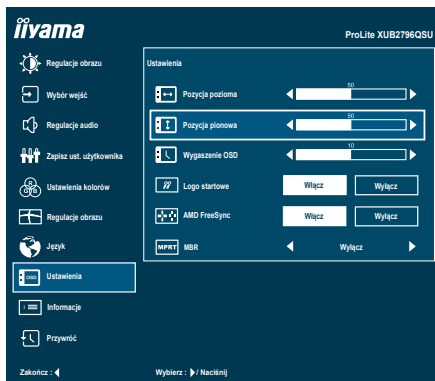 iiyama
ProLite XUB2796QSU
Regulacje obrazu
Wybór wejść
Regulacje audio
Zapisz ust. użytkownika
R
G B
Ustawienia kolorów
Regulacje obrazu
Język
OSD
Ustawienia
i
Informacje
Przywróć
Ustawienia
Pozycja pozioma
50
Pozycja pionowa
50
Wygaszenie OSD
10
Logo startowe
Włącz
Wyłącz
AMD FreeSync
Włącz
Wyłącz
MPRT
MBR
Wyłącz
Zakończ :
Wybierz : / Naciśnij